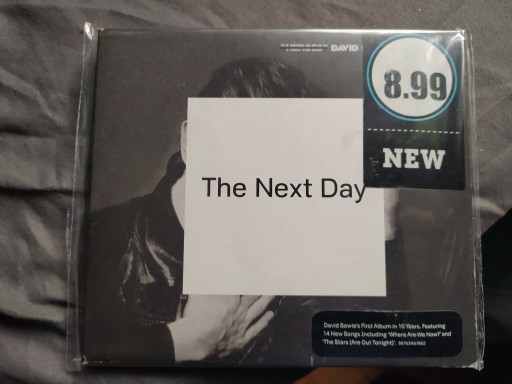 DAVID
8.99
NEW
The Next Day
David Bowie's First Album in 10 Years, Featuring
14 New Songs Including 'Where Are We Now?' and
'The Stars (Are Out Tonight)'.